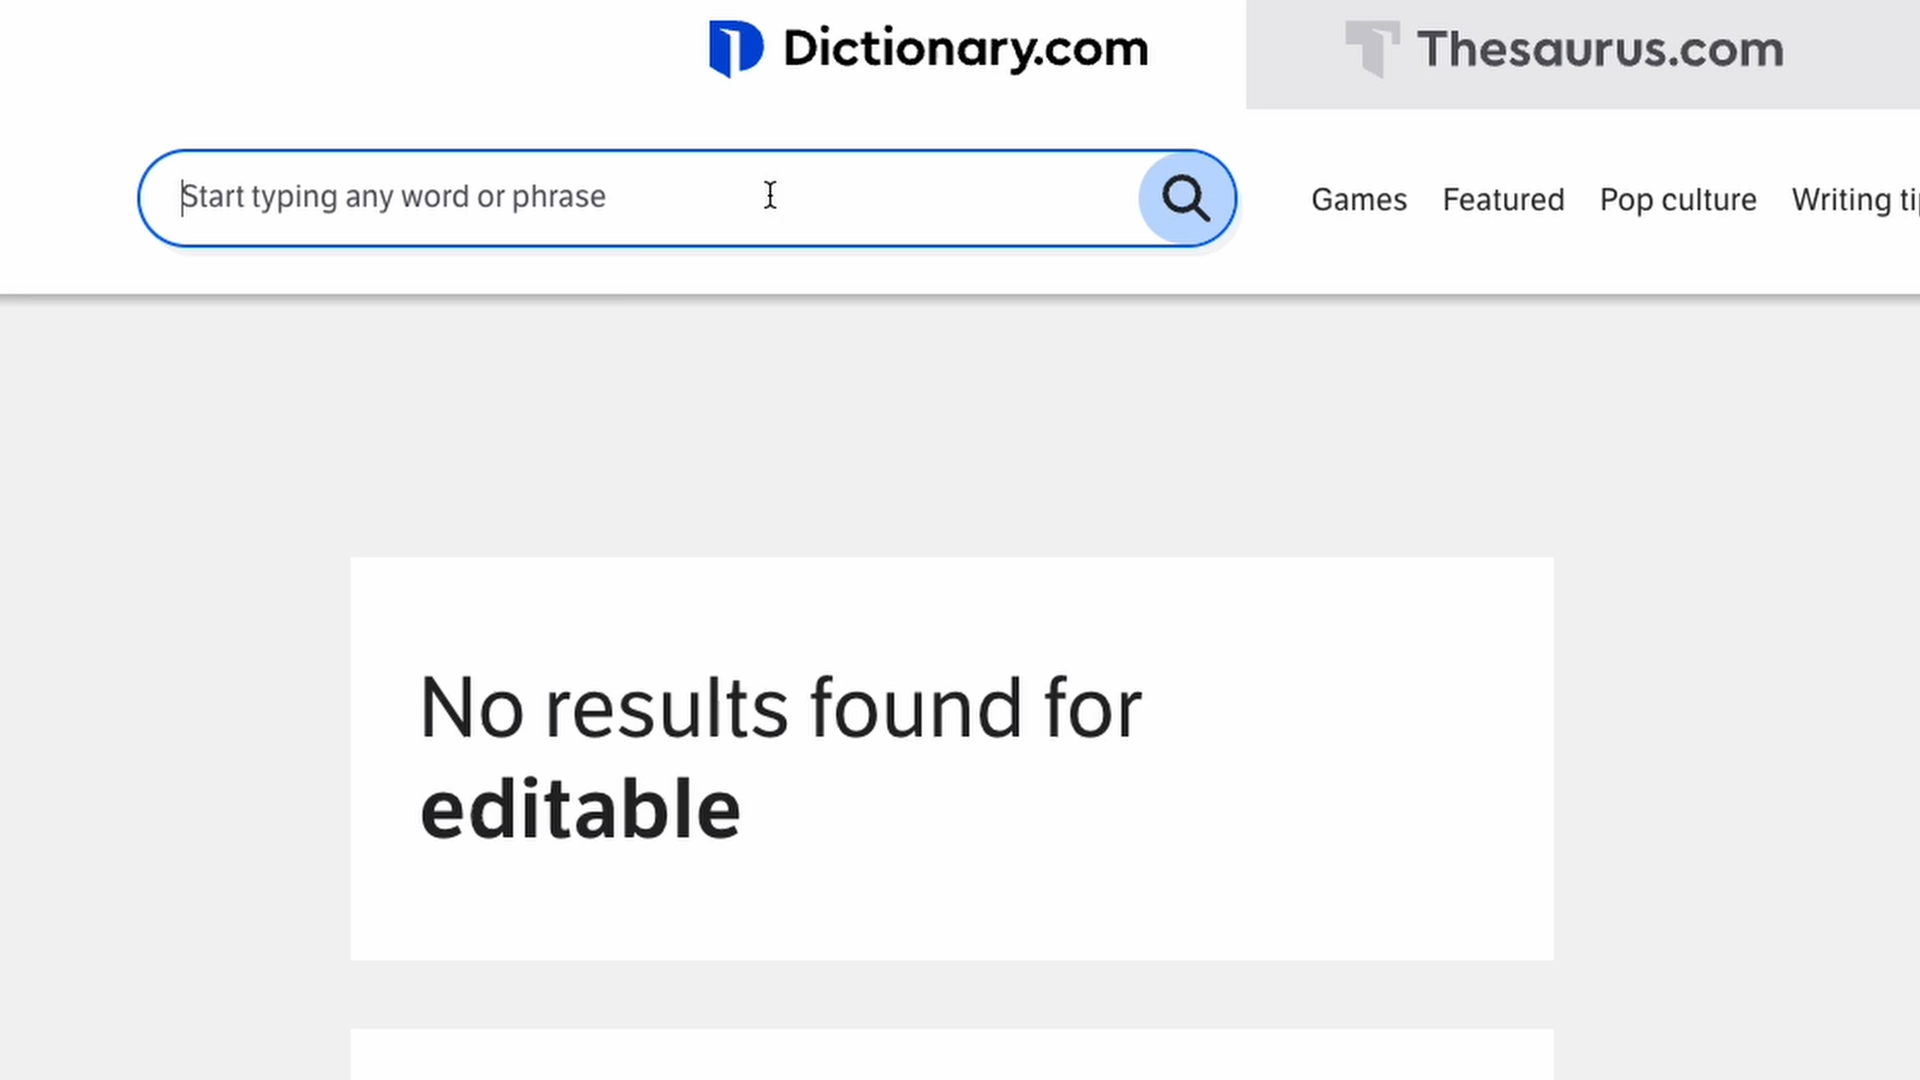 Dictionary.com
Thesaurus.com
Start typing any word or phrase
Games Featured Pop culture Writing
No results found for
editable